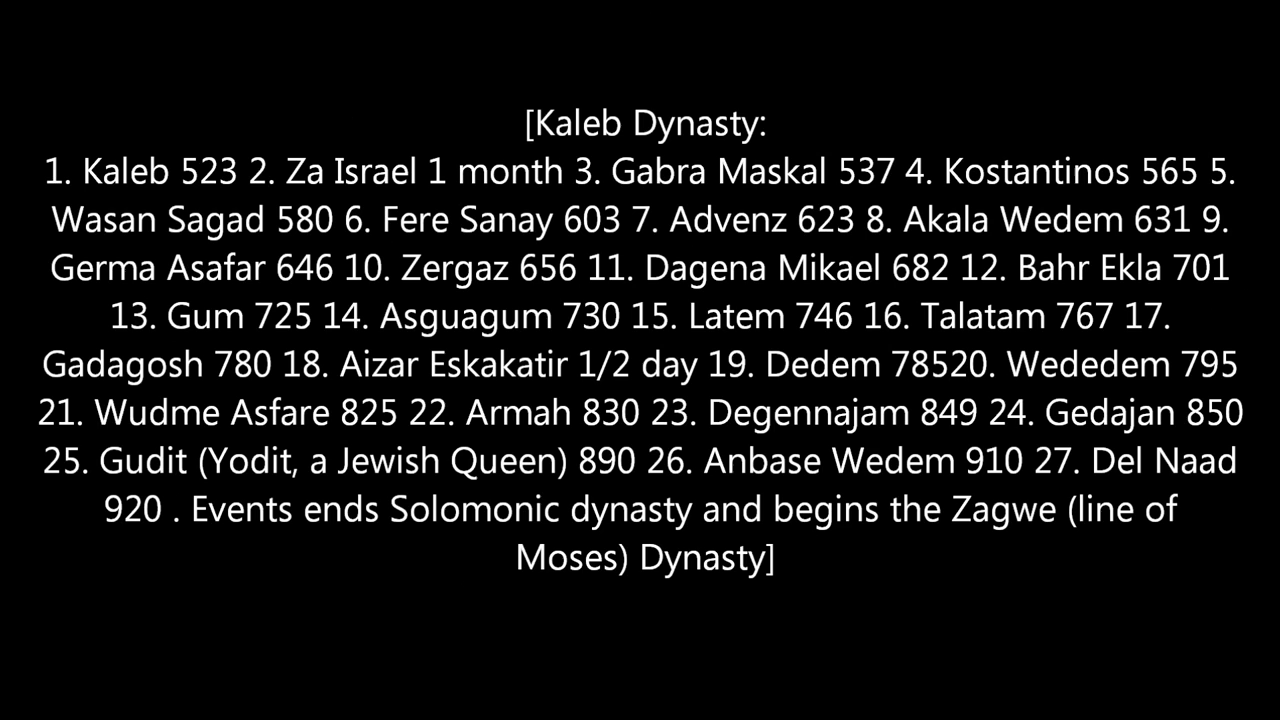 [Kaleb Dynasty:
1. Kaleb 523 2. Za Israel 1 month 3. Gabra Maskal 537 4. Kostantinos 565 5.
Wasan Sagad 580 6. Fere Sanay 603 7. Advenz 623 8. Akala Wedem 631 9.
Germa Asafar 646 10. Zergaz 656 11. Dagena Mikael 682 12. Bahr Ekla 701
13. Gum 725 14. Asguagum 730 15. Latem 746 16. Talatam 767 17.
Gadagosh 780 18. Aizar Eskakatir 1/2 day 19. Dedem 78520. Wededem 795
21. Wudme Asfare 825 22. Armah 830 23. Degennajam 849 24. Gedajan 850
25. Gudit (Yodit, a Jewish Queen) 890 26. Anbase Wedem 910 27. Del Naad
920 . Events ends Solomonic dynasty and begins the Zagwe (line of
Moses) Dynasty]